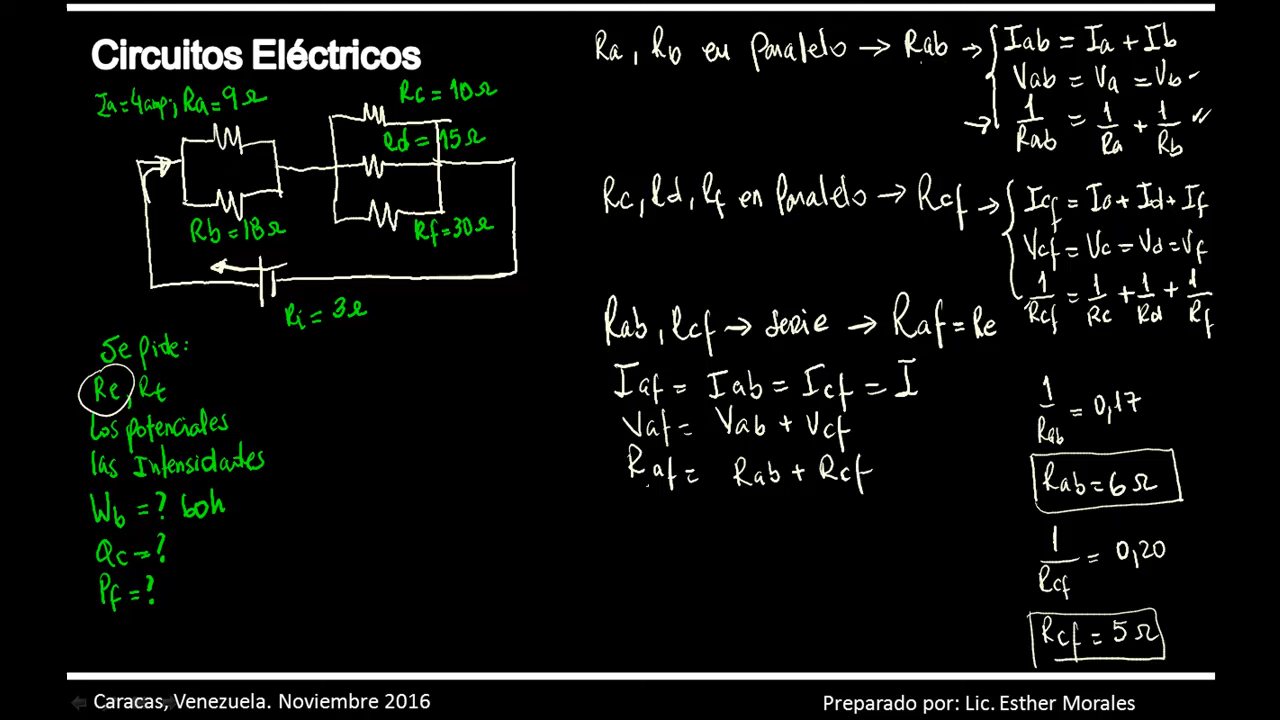 Circuitos Eléctricos
Ia=4amp; Ra=9Ω
Rc=10Ω
Rd=15Ω
Rb=18Ω
Rf=30Ω
Ri=3Ω
Se pide:
Re, Rt
Los potenciales
las Intensidades
Wb=? 60h
Qc=?
Pf=?
Ra, Rb en Paralelo → Rab → { Iab = Ia + Ib
Vab = Va = Vb
→ 1/Rab = 1/Ra + 1/Rb
Rc, Rd, Rf en Paralelo → Rcf → { Icf = Ic + Id + If
Vcf = Vc = Vd = Vf
1/Rcf = 1/Rc + 1/Rd + 1/Rf
Rab, Rcf → serie → Raf = Re
Iaf = Iab = Icf = I
Vaf = Vab + Vcf
Raf = Rab + Rcf
1/Rab = 0,17
Rab = 6Ω
1/Rcf = 0,20
Rcf = 5Ω
Caracas, Venezuela. Noviembre 2016
Preparado por: Lic. Esther Morales